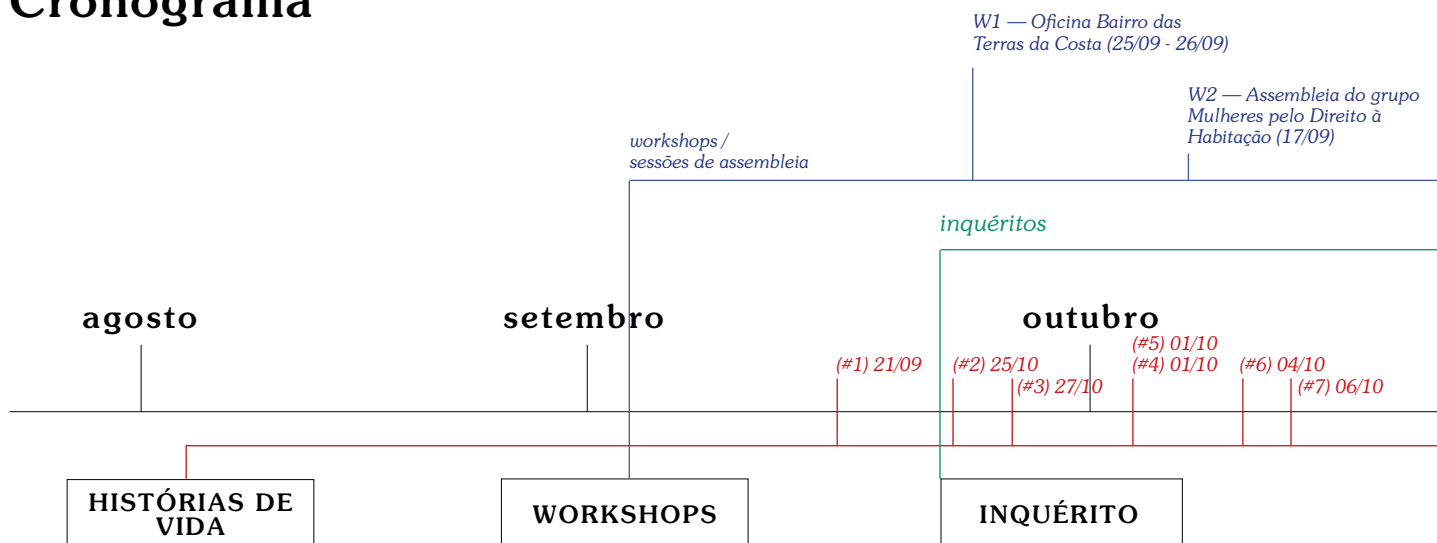 Cronograma
W1 — Oficina Bairro das
Terras da Costa (25/09 - 26/09)
W2 — Assembleia do grupo
Mulheres pelo Direito à
Habitação (17/09)
workshops /
sessões de assembleia
inquéritos
agosto
setembro
outubro
(#1) 21/09
(#2) 25/10
(#3) 27/10
(#5) 01/10
(#4) 01/10
(#6) 04/10
(#7) 06/10
HISTÓRIAS DE
VIDA
WORKSHOPS
INQUÉRITO